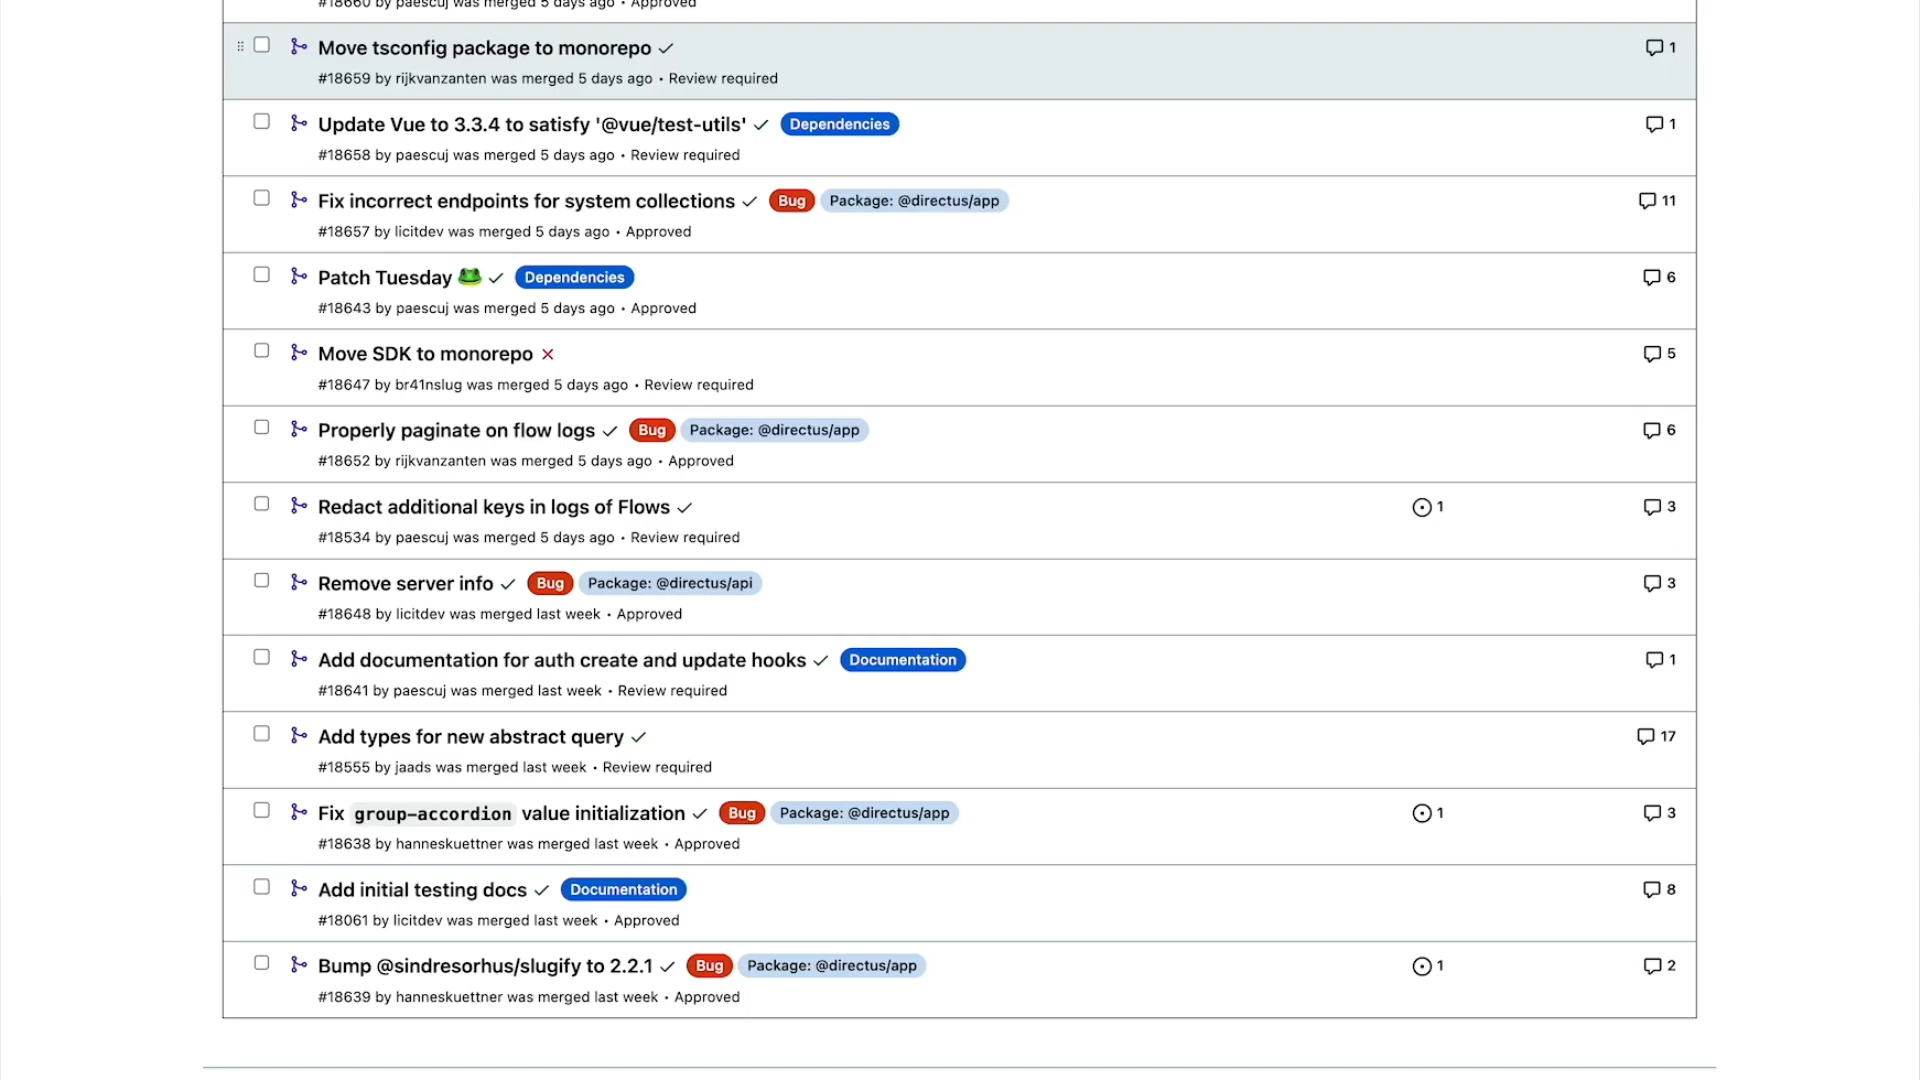 #18660 by paescuj was merged 5 days ago • Approved
Move tsconfig package to monorepo 1
#18659 by rijkvanzanten was merged 5 days ago • Review required
Update Vue to 3.3.4 to satisfy '@vue/test-utils' Dependencies 1
#18658 by paescuj was merged 5 days ago • Review required
Fix incorrect endpoints for system collections Bug Package: @directus/app 11
#18657 by licitdev was merged 5 days ago • Approved
Patch Tuesday 🐸 Dependencies 6
#18643 by paescuj was merged 5 days ago • Approved
Move SDK to monorepo 5
#18647 by br41nslug was merged 5 days ago • Review required
Properly paginate on flow logs Bug Package: @directus/app 6
#18652 by rijkvanzanten was merged 5 days ago • Approved
Redact additional keys in logs of Flows 1 3
#18534 by paescuj was merged 5 days ago • Review required
Remove server info Bug Package: @directus/api 3
#18648 by licitdev was merged last week • Approved
Add documentation for auth create and update hooks Documentation 1
#18641 by paescuj was merged last week • Review required
Add types for new abstract query 17
#18555 by jaads was merged last week • Review required
Fix group-accordion value initialization Bug Package: @directus/app 1 3
#18638 by hanneskuettner was merged last week • Approved
Add initial testing docs Documentation 8
#18061 by licitdev was merged last week • Approved
Bump @sindresorhus/slugify to 2.2.1 Bug Package: @directus/app 1 2
#18639 by hanneskuettner was merged last week • Approved